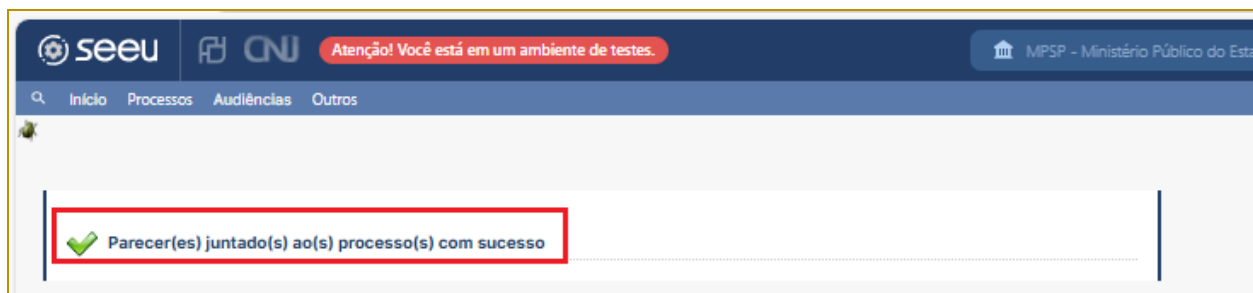 seeu CNJ Atenção! Você está em um ambiente de testes. MPSP - Ministério Público do Esta
Início Processos Audiências Outros
Parecer(es) juntado(s) ao(s) processo(s) com sucesso